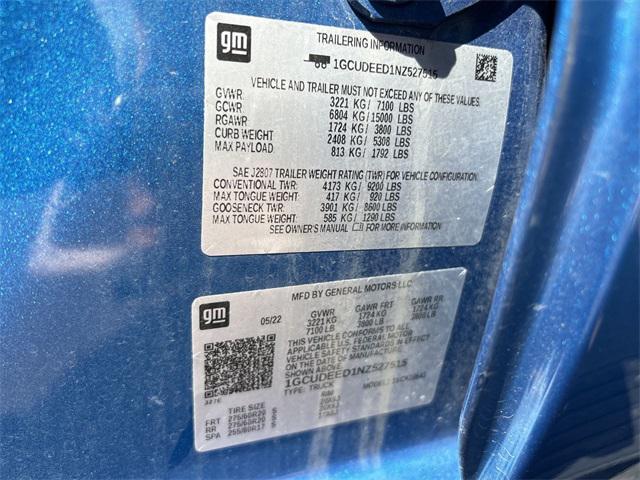 gm
TRAILERING INFORMATION
1GCUDEED1NZ527515
VEHICLE AND TRAILER MUST NOT EXCEED ANY OF THESE VALUES.
GVWR: 3221 KG/ 7100 LBS
GCWR: 6804 KG/15000 LBS
RGAWR: 1724 KG/ 3800 LBS
CURB WEIGHT 2408 KG/ 5308 LBS
MAX PAYLOAD: 813 KG/ 1792 LBS
SAE J2807 TRAILER WEIGHT RATING (TWR) FOR VEHICLE CONFIGURATION.
CONVENTIONAL TWR: 4173 KG/ 9200 LBS
MAX TONGUE WEIGHT: 417 KG/ 920 LBS
GOOSENECK TWR: 3901 KG/ 8600 LBS
MAX TONGUE WEIGHT: 585 KG/ 1290 LBS
SEE OWNER'S MANUAL FOR MORE INFORMATION
gm
MFD BY GENERAL MOTORS LLC
05/22 GVWR GAWR FRT GAWR RR
3221 KG 1724 KG 1724 KG
7100 LB 3800 LB 3800 LB
THIS VEHICLE CONFORMS TO ALL
APPLICABLE U.S. FEDERAL MOTOR VEHICLE
SAFETY STANDARDS IN EFFECT
ON THE DATE OF MANUFACTURE
SHOWN ABOVE.
1GCUDEED1NZ527515
TYPE: TRUCK MODEL:
TIRE SIZE RIM
FRT 275/60R20 S
RR 275/60R20 S
SPA 255/80R17 S